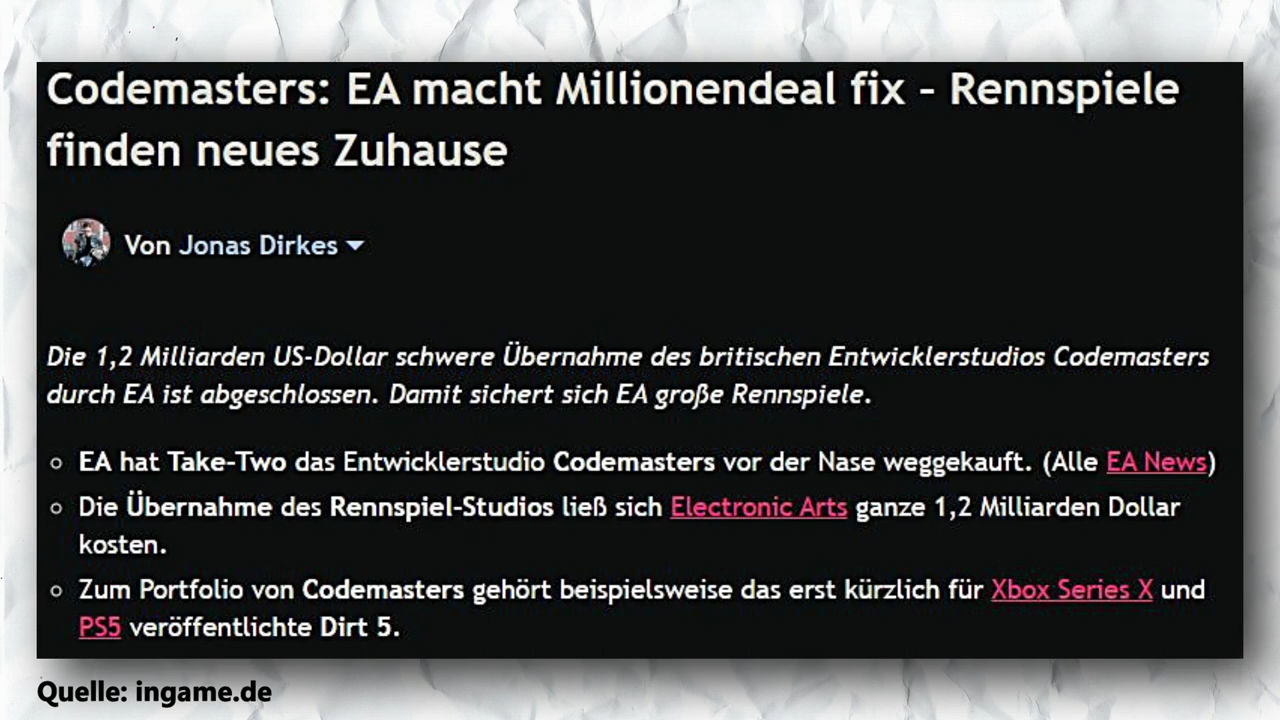 Codemasters: EA macht Millionendeal fix – Rennspiele
finden neues Zuhause
Von Jonas Dirkes
Die 1,2 Milliarden US-Dollar schwere Übernahme des britischen Entwicklerstudios Codemasters
durch EA ist abgeschlossen. Damit sichert sich EA große Rennspiele.
EA hat Take-Two das Entwicklerstudio Codemasters vor der Nase weggekauft. (Alle EA News)
Die Übernahme des Rennspiel-Studios ließ sich Electronic Arts ganze 1,2 Milliarden Dollar
kosten.
Zum Portfolio von Codemasters gehört beispielsweise das erst kürzlich für Xbox Series X und
PS5 veröffentlichte Dirt 5.
Quelle: ingame.de